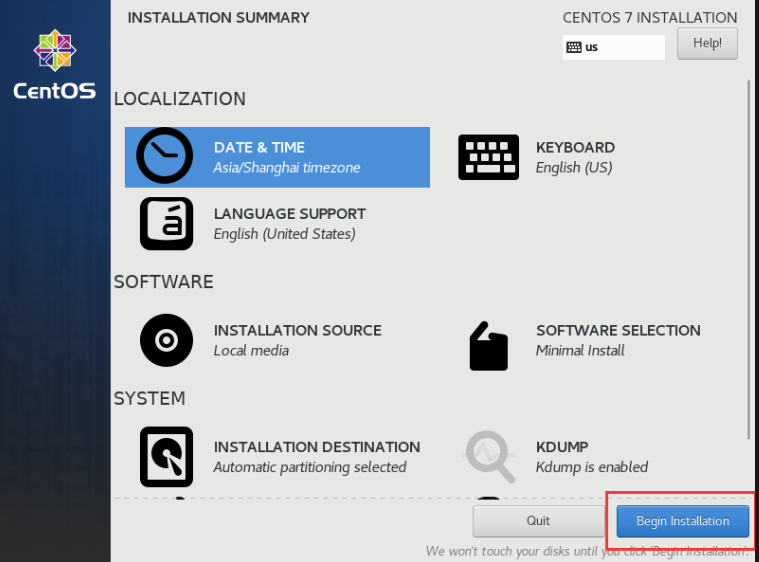 INSTALLATION SUMMARY
CENTOS 7 INSTALLATION
us
Help!
CentOS
LOCALIZATION
DATE & TIME
Asia/Shanghai timezone
KEYBOARD
English (US)
LANGUAGE SUPPORT
English (United States)
SOFTWARE
INSTALLATION SOURCE
Local media
SOFTWARE SELECTION
Minimal Install
SYSTEM
INSTALLATION DESTINATION
Automatic partitioning selected
KDUMP
Kdump is enabled
Quit
Begin Installation
We won't touch your disks until you click 'Begin Installation'.